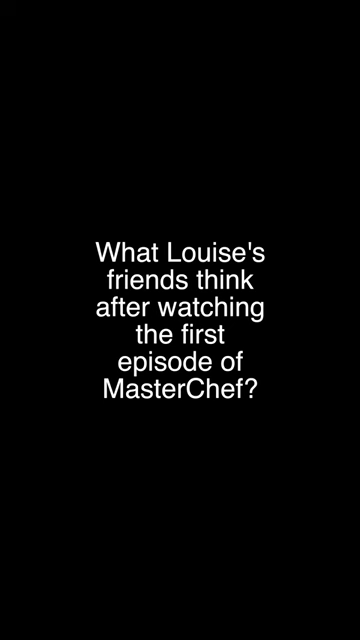 What Louise's
friends think
after watching
the first
episode of
MasterChef?